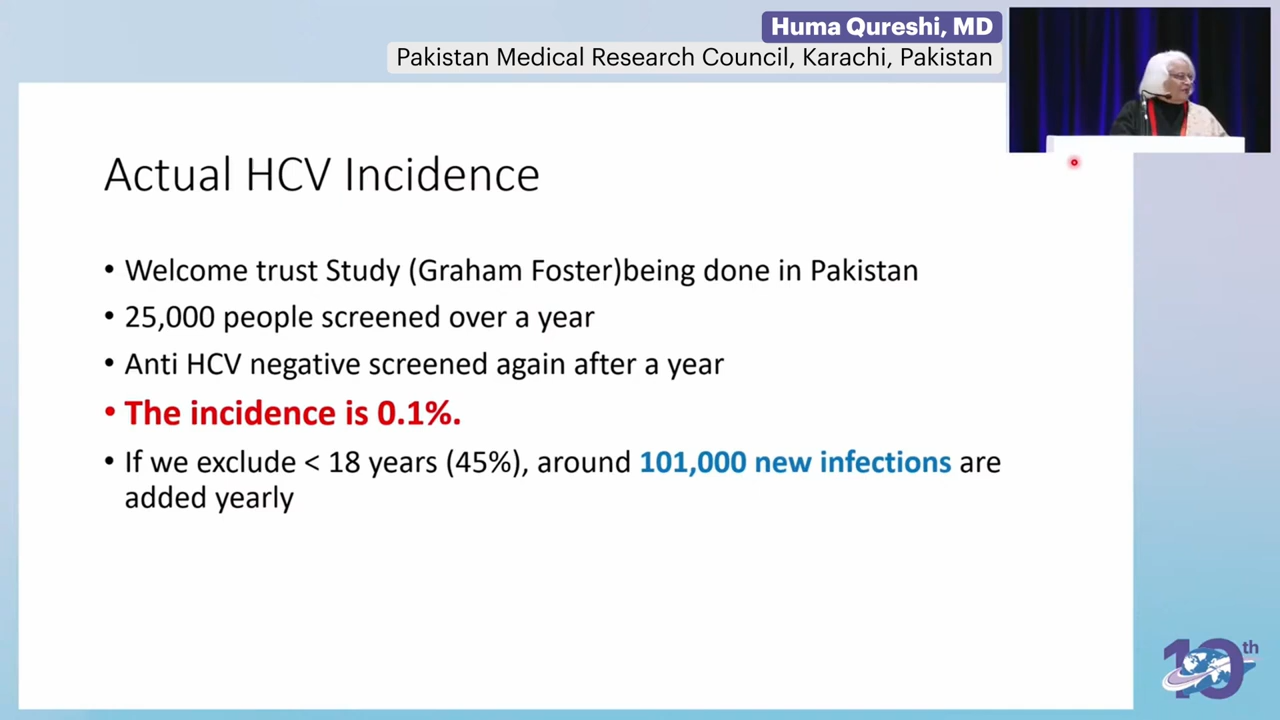 Huma Qureshi, MD
Pakistan Medical Research Council, Karachi, Pakistan
Actual HCV Incidence
• Welcome trust Study (Graham Foster)being done in Pakistan
• 25,000 people screened over a year
• Anti HCV negative screened again after a year
• The incidence is 0.1%.
• If we exclude < 18 years (45%), around 101,000 new infections are
added yearly
10th